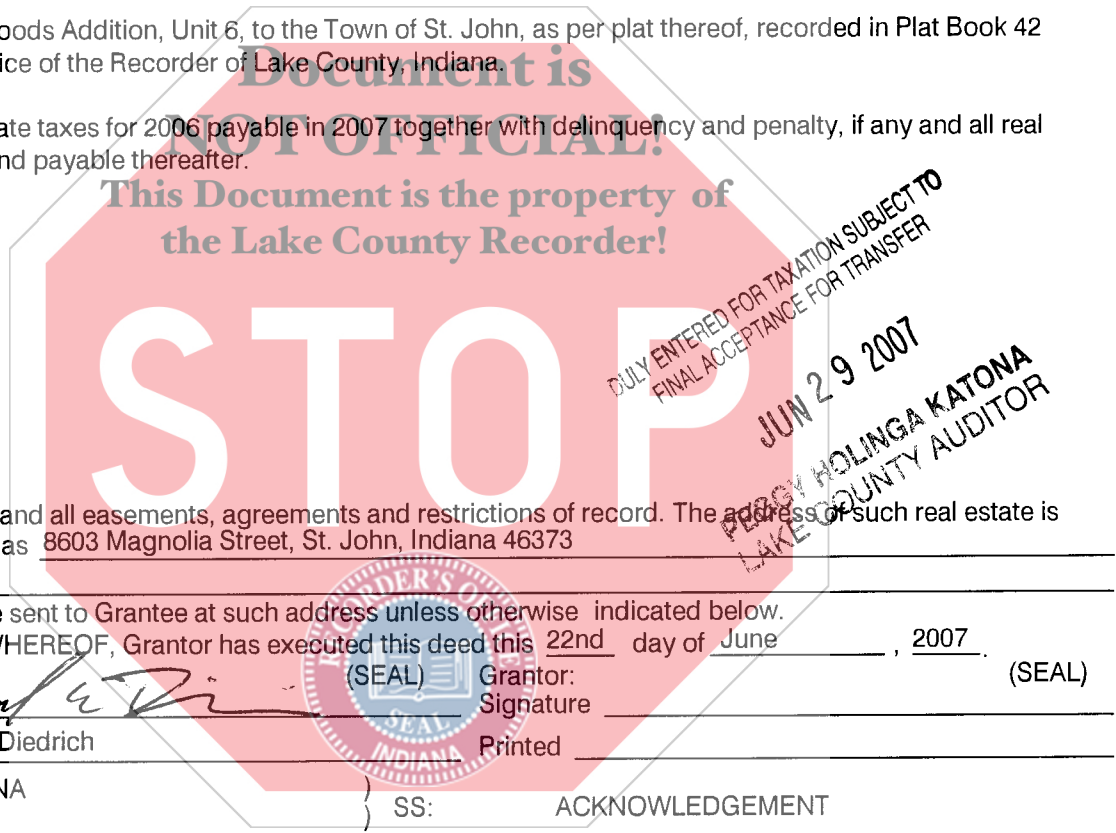 oods Addition, Unit 6, to the Town of St. John, as per plat thereof, recorded in Plat Book 42
ice of the Recorder of Lake County, Indiana.
Document is
ate taxes for 2006 payable in 2007 together with delinquency and penalty, if any and all real
NOT OFFICIAL!
nd payable thereafter.
This Document is the property of
the Lake County Recorder!
STOP
DULY ENTERED FOR TAXATION SUBJECT TO
FINAL ACCEPTANCE FOR TRANSFER
JUN 29 2007
PEGGY HOLINGA KATONA
LAKE COUNTY AUDITOR
and all easements, agreements and restrictions of record. The address of such real estate is
as 8603 Magnolia Street, St. John, Indiana 46373
e sent to Grantee at such address unless otherwise indicated below.
WHEREOF, Grantor has executed this deed this 22nd day of June , 2007 .
(SEAL) Grantor: (SEAL)
Signature
Diedrich Printed
RECORDER'S OFFICE
SEAL
INDIANA
NA
) SS: ACKNOWLEDGEMENT
)